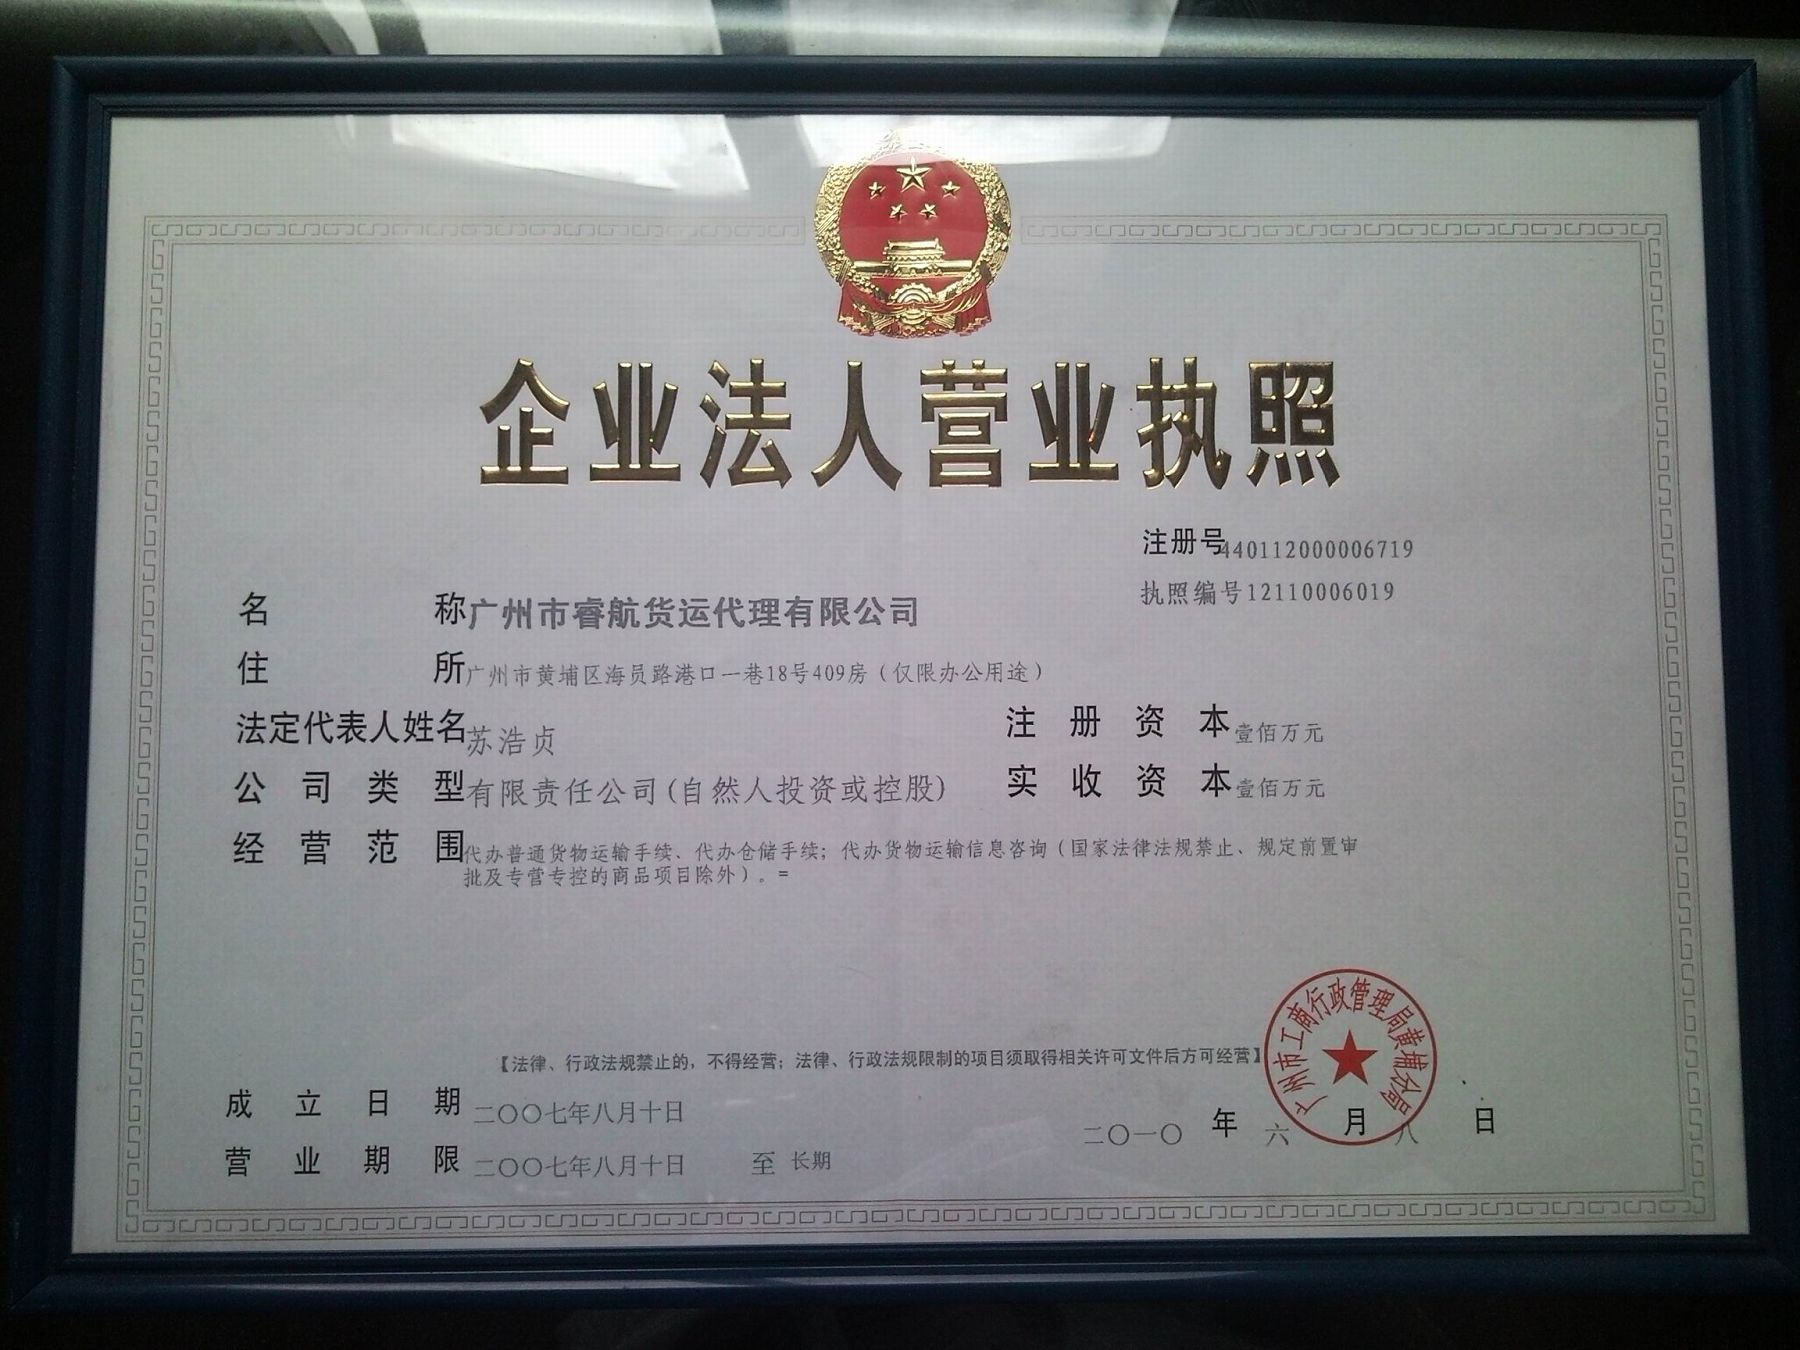 企业法人营业执照
注册号440112000006719
执照编号12110006019
名称广州市睿航货运代理有限公司
住所广州市黄埔区海员路港口一巷18号409房（仅限办公用途）
法定代表人姓名苏浩贞
注册资本壹佰万元
公司类型有限责任公司(自然人投资或控股)
实收资本壹佰万元
经营范围代办普通货物运输手续、代办仓储手续；代办货物运输信息咨询（国家法律法规禁止、规定前置审
批及专营专控的商品项目除外）。=
【法律、行政法规禁止的，不得经营；法律、行政法规限制的项目须取得相关许可文件后方可经营】
广州市工商行政管理局黄埔分局
成立日期二〇〇七年八月十日
二〇一〇年六月八日
营业期限二〇〇七年八月十日至长期